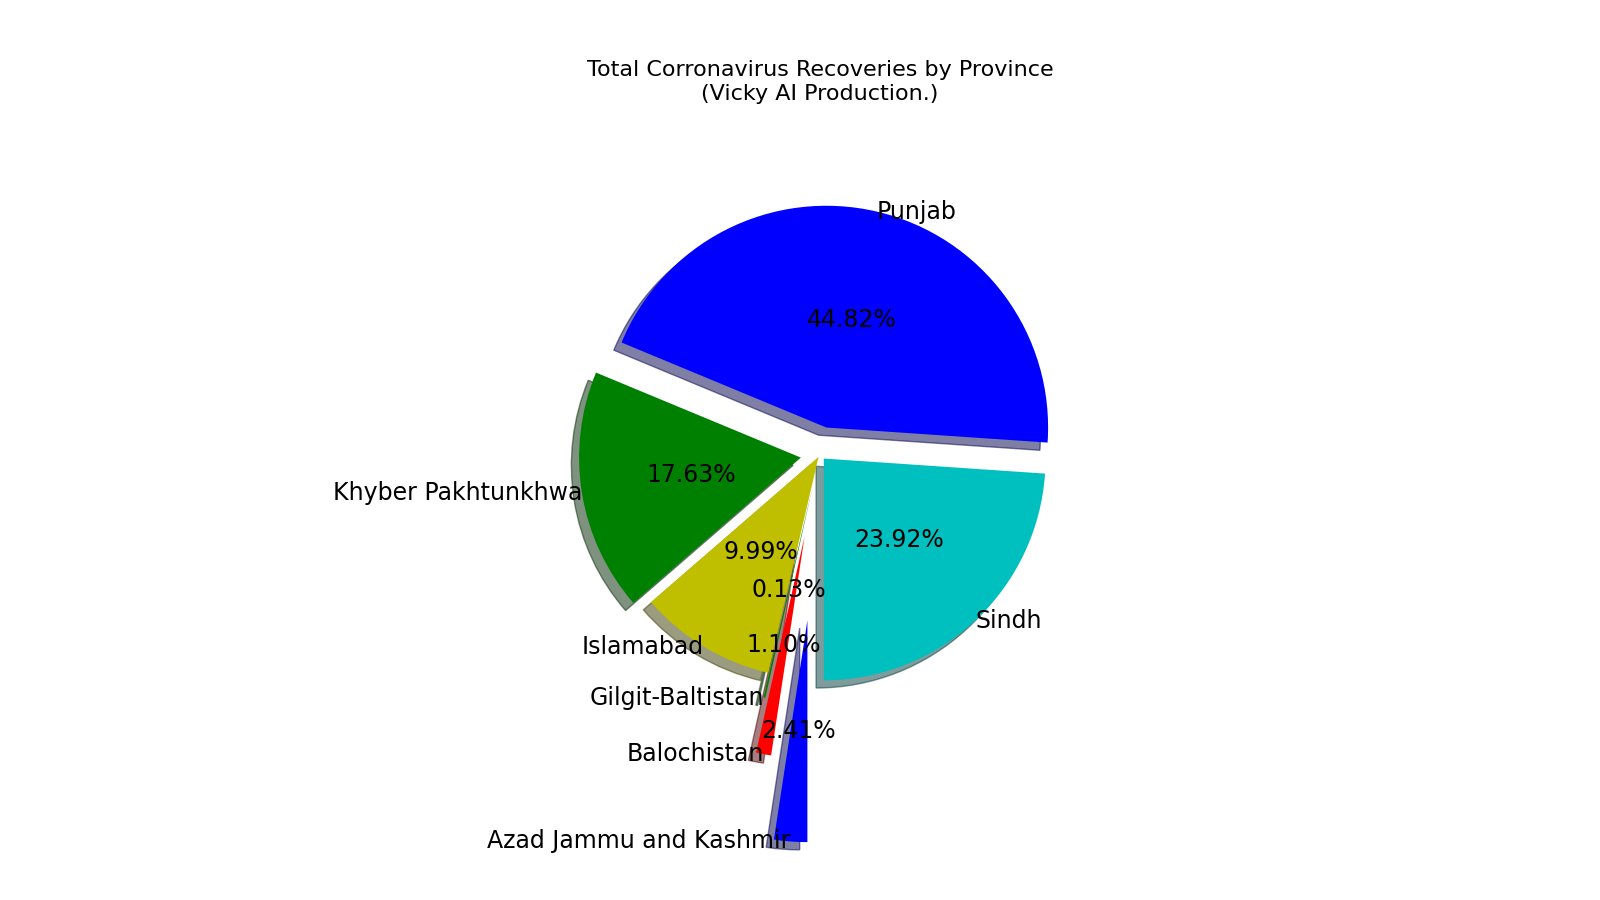 Total Corronavirus Recoveries by Province
(Vicky AI Production.)
Punjab
44.82%
17.63%
Khyber Pakhtunkhwa
23.92%
9.99%
0.13%
Sindh
1.10%
Islamabad
Gilgit-Baltistan
2.41%
Balochistan
Azad Jammu and Kashmir